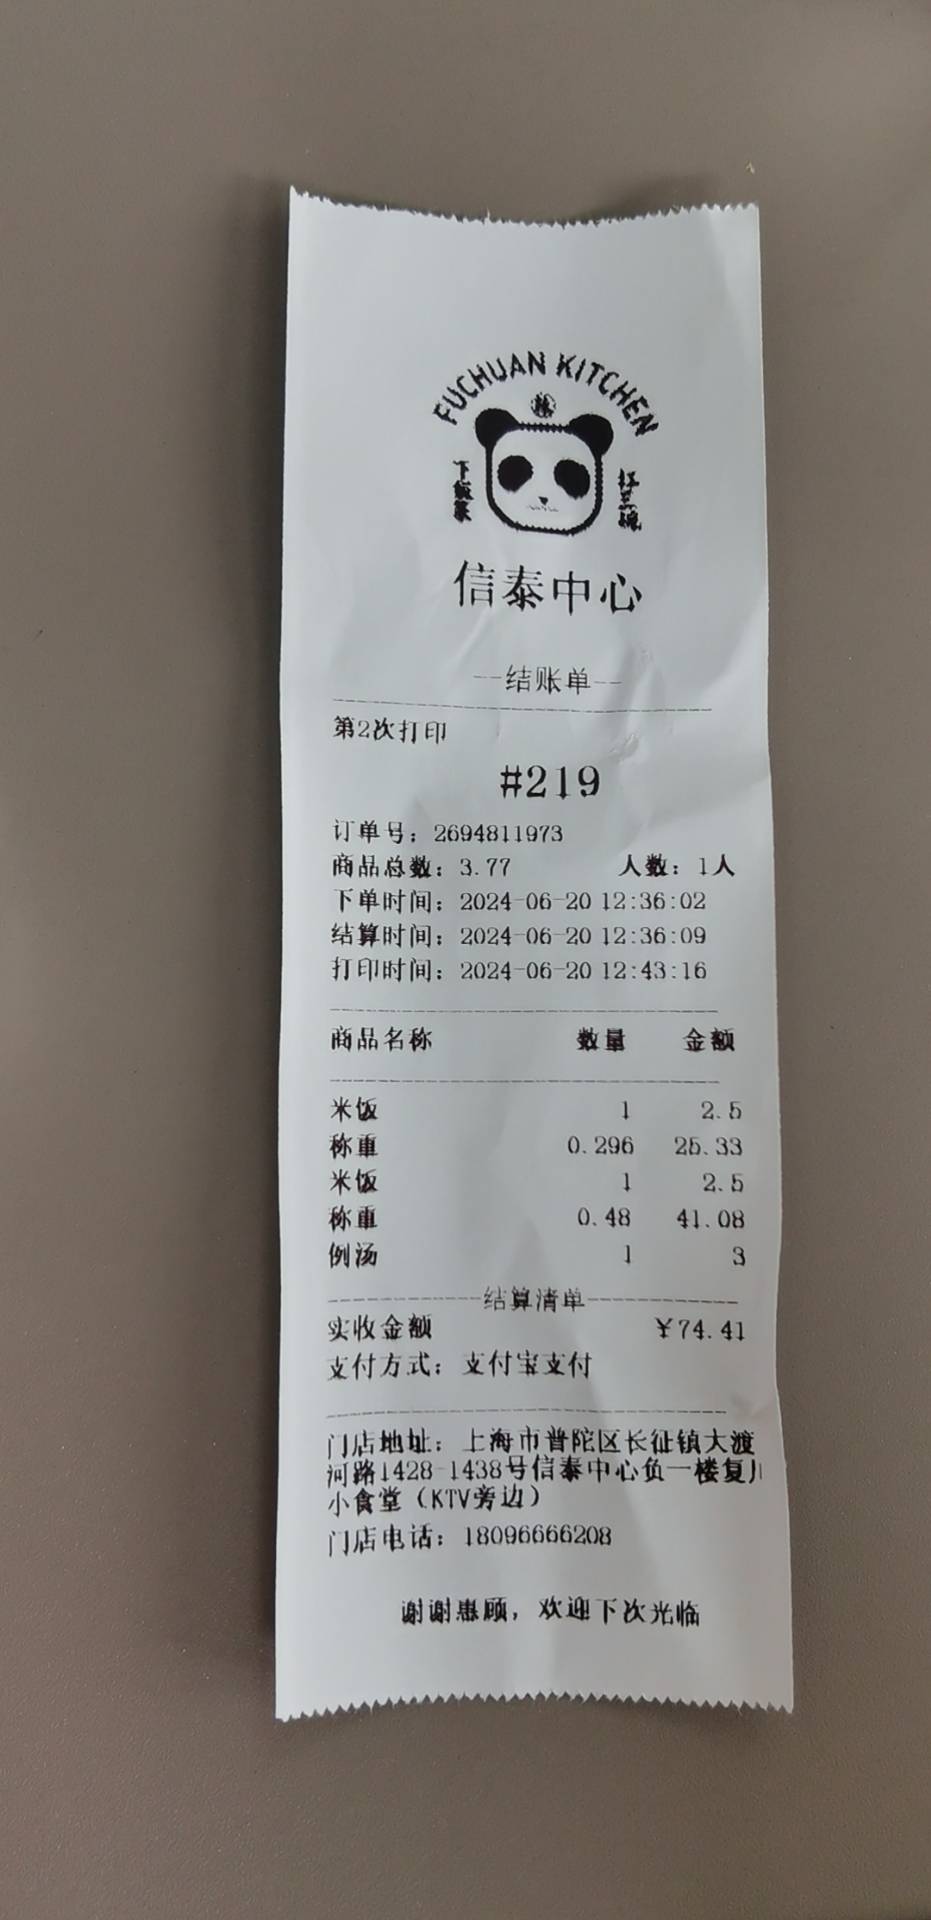 FUCHUAN KITCHEN
辣
下饭菜
扛三碗
信泰中心
--结账单--
第2次打印
#219
订单号：2694811973
商品总数：3.77 人数：1人
下单时间：2024-06-20 12:36:02
结算时间：2024-06-20 12:36:09
打印时间：2024-06-20 12:43:16
商品名称 数量 金额
米饭 1 2.5
称重 0.296 25.33
米饭 1 2.5
称重 0.48 41.08
例汤 1 3
结算清单
实收金额 ￥74.41
支付方式：支付宝支付
门店地址：上海市普陀区长征镇大渡
河路1428-1438号信泰中心负一楼复川
小食堂（KTV旁边）
门店电话：18096666208
谢谢惠顾，欢迎下次光临